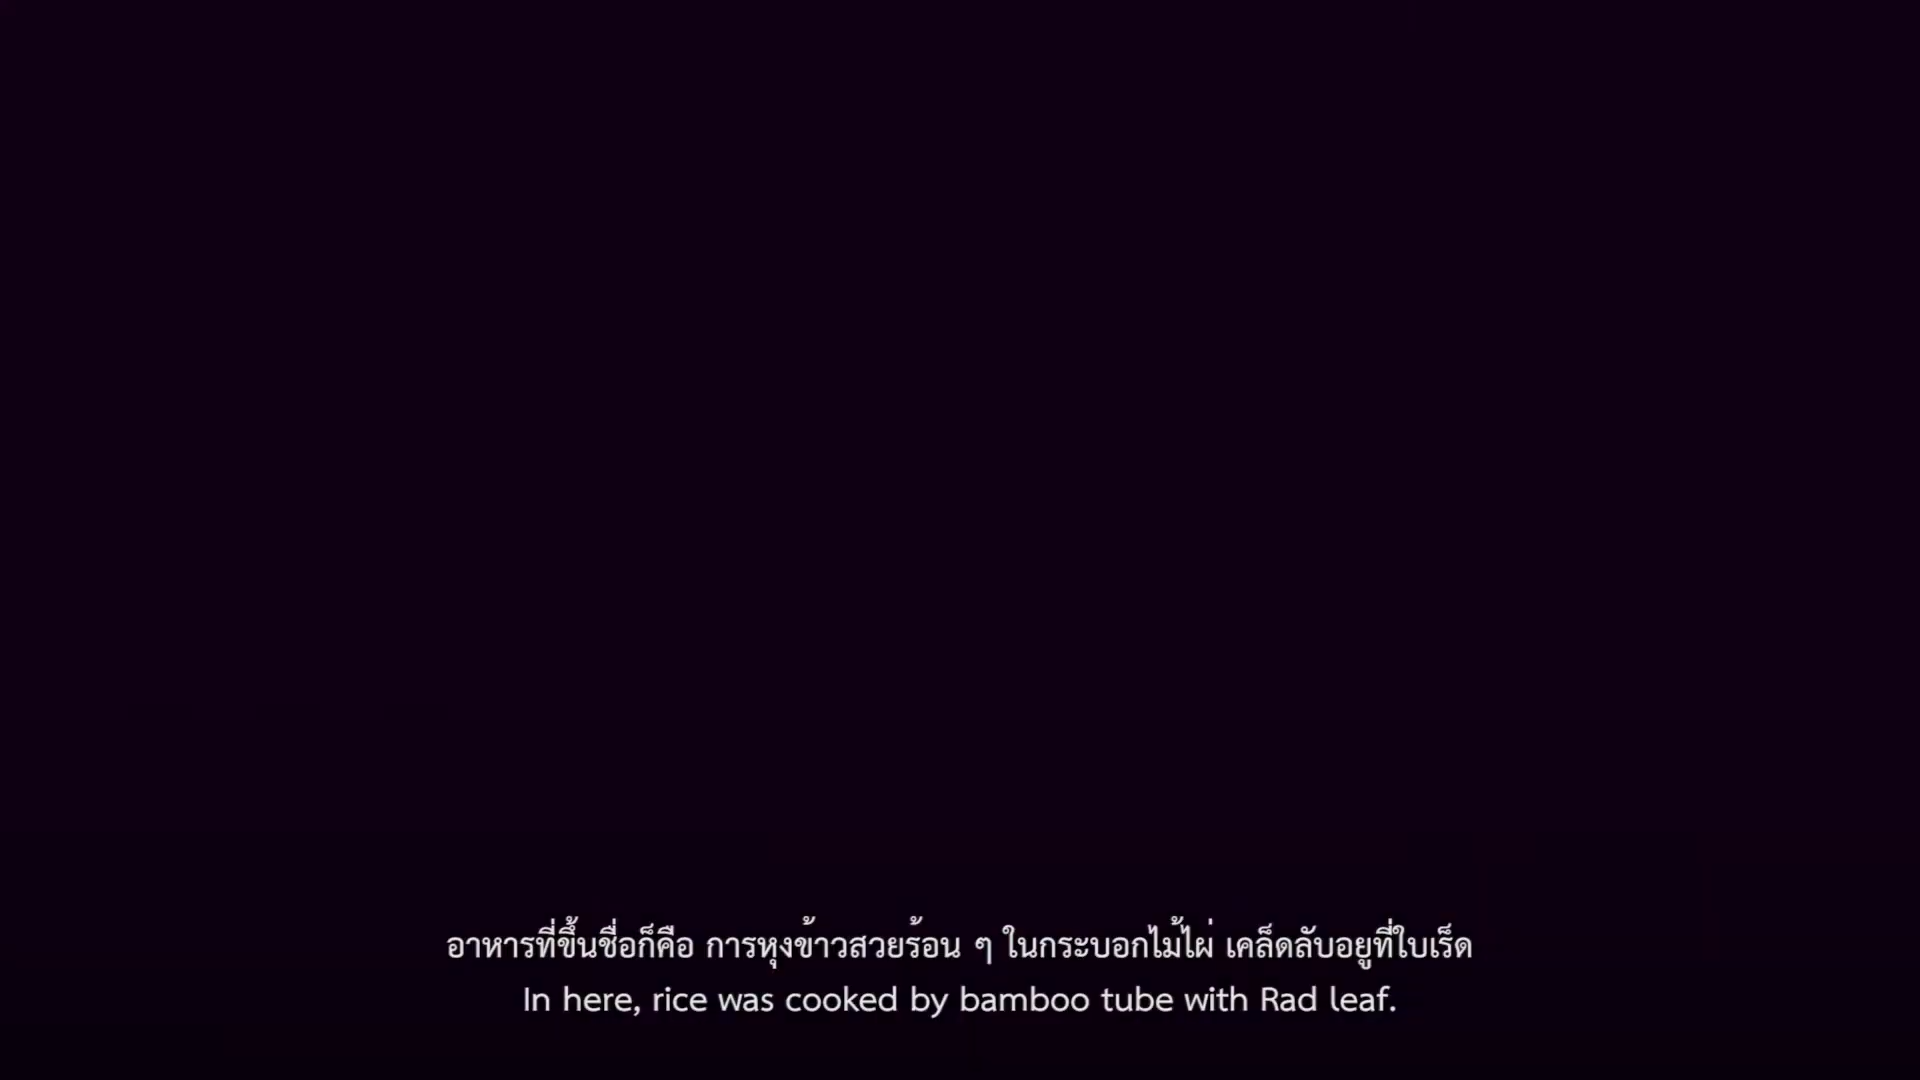 อาหารที่ขึ้นชื่อก็คือ การหุงข้าวสวยร้อน ๆ ในกระบอกไม้ไผ่ เคล็ดลับอยู่ที่ใบเร็ด
In here, rice was cooked by bamboo tube with Rad leaf.